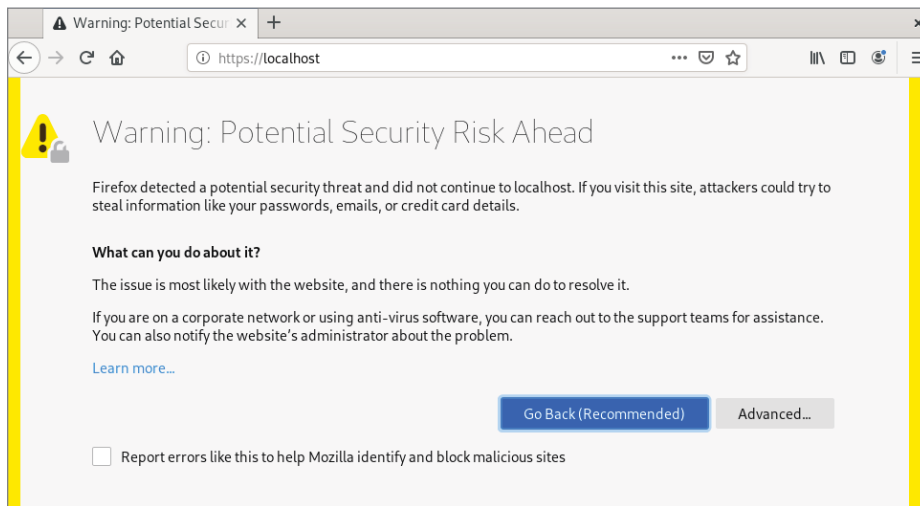 Warning: Potential Secur
https://localhost
Warning: Potential Security Risk Ahead
Firefox detected a potential security threat and did not continue to localhost. If you visit this site, attackers could try to
steal information like your passwords, emails, or credit card details.
What can you do about it?
The issue is most likely with the website, and there is nothing you can do to resolve it.
If you are on a corporate network or using anti-virus software, you can reach out to the support teams for assistance.
You can also notify the website’s administrator about the problem.
Learn more...
Go Back (Recommended)
Advanced...
Report errors like this to help Mozilla identify and block malicious sites